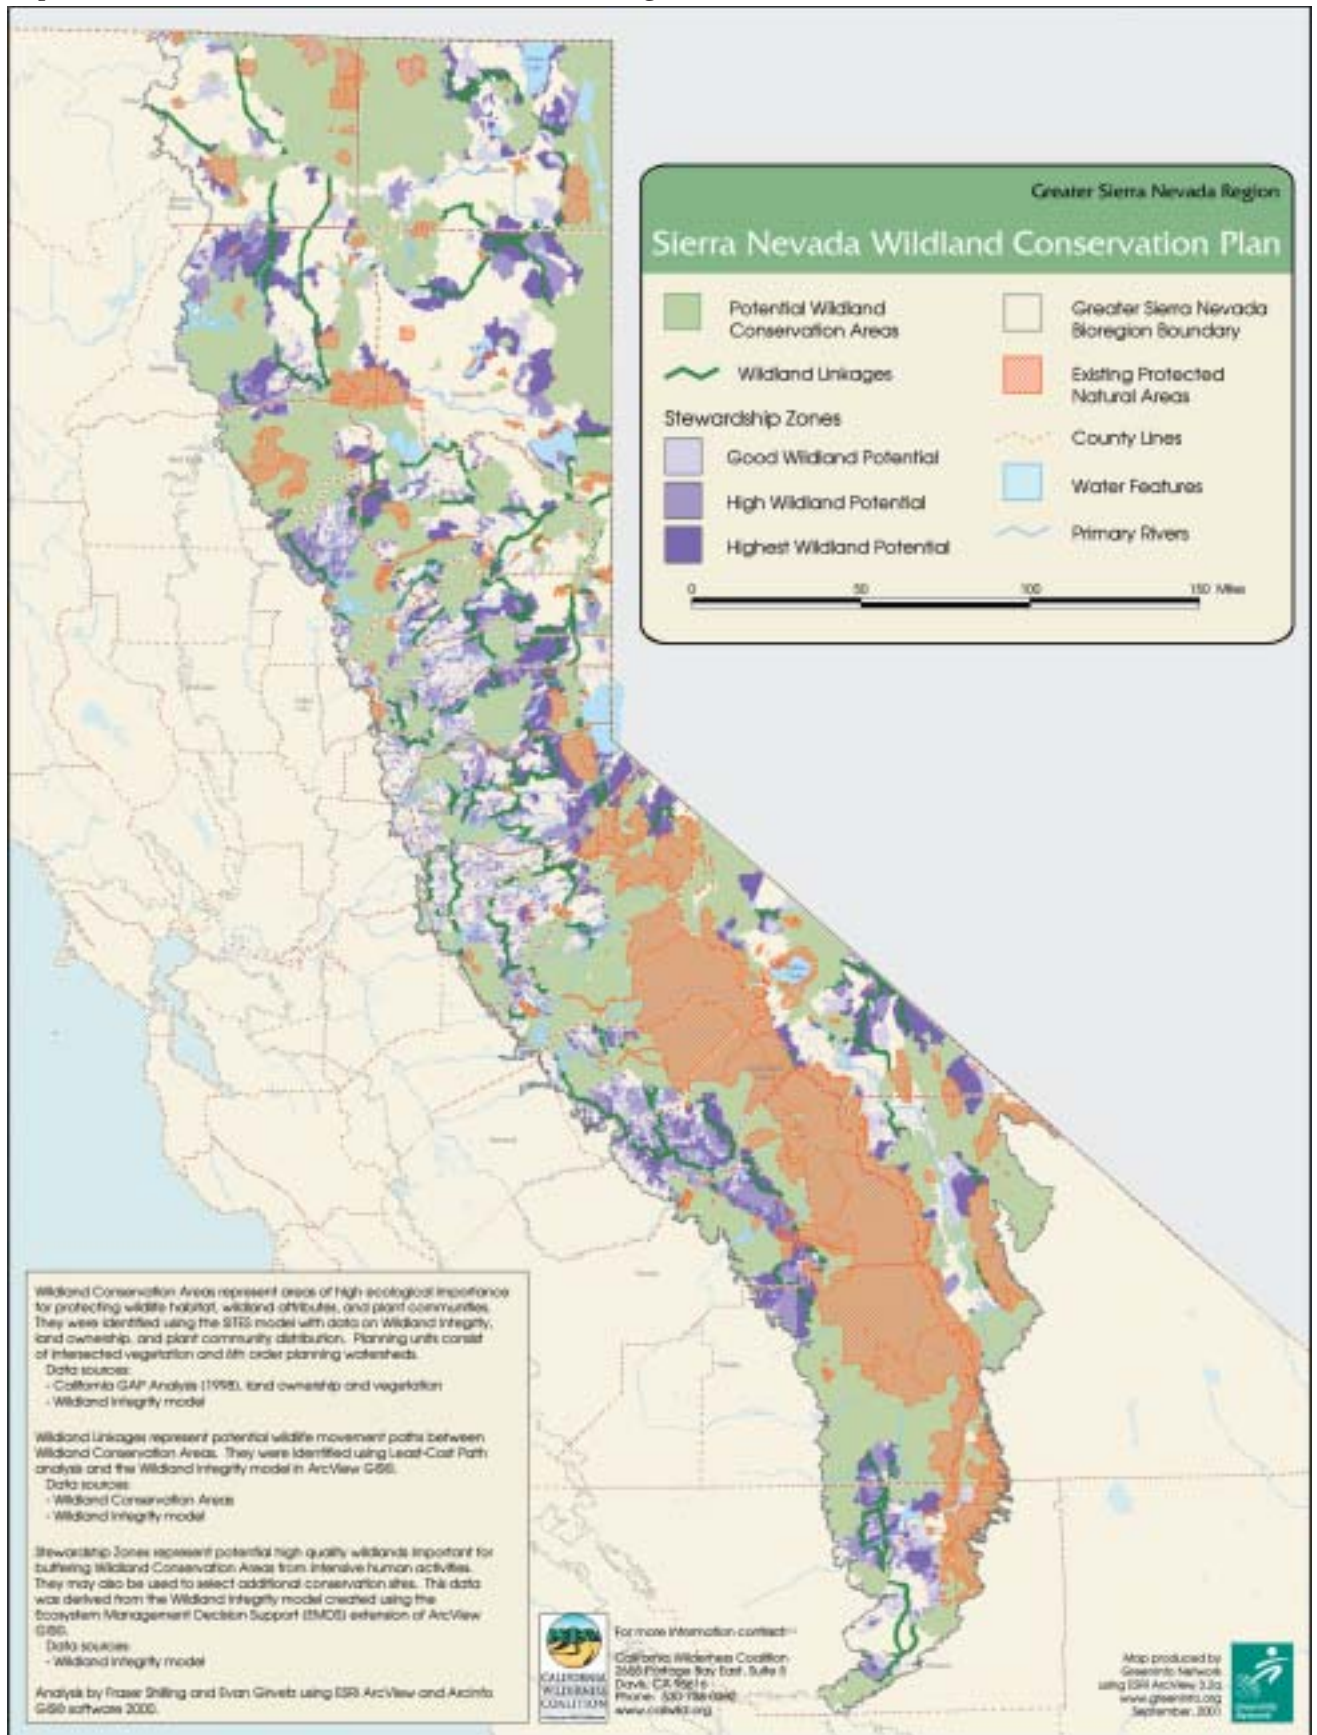 Greater Sierra Nevada Region
Sierra Nevada Wildland Conservation Plan
Potential Wildland
Conservation Areas
Wildland Linkages
Stewardship Zones
Good Wildland Potential
High Wildland Potential
Highest Wildland Potential
Greater Sierra Nevada
Bioregion Boundary
Existing Protected
Natural Areas
County Lines
Water Features
Primary Rivers
0 50 100 150 Miles
Wildland Conservation Areas represent areas of high ecological importance
for protecting wildlife habitat, wildland attributes, and plant communities.
They were identified using the SITES model with data on Wildland Integrity,
land ownership, and plant community distribution. Planning units consist
of intersected vegetation and 6th order planning watersheds.
Data sources:
- California GAP Analysis (1998), land ownership and vegetation
- Wildland Integrity model
Wildland Linkages represent potential wildlife movement paths between
Wildland Conservation Areas. They were identified using Least-Cost Path
analysis and the Wildland Integrity model in ArcView GIS®.
Data sources:
- Wildland Conservation Areas
- Wildland Integrity model
Stewardship Zones represent potential high quality wildlands important for
buffering Wildland Conservation Areas from intensive human activities.
They may also be used to select additional conservation sites. This data
was derived from the Wildland Integrity model created using the
Ecosystem Management Decision Support (EMDS) extension of ArcView
GIS®.
Data sources:
- Wildland Integrity model
Analysis by Fraser Shilling and Evan Girvetz using ESRI ArcView and ArcInfo
GIS® software 2000.
CALIFORNIA
WILDERNESS
COALITION
For more information contact:
California Wilderness Coalition
2655 Portage Bay East, Suite 5
Davis, CA 95616
Phone:
www.calwild.org
Map produced by
GreenInfo Network
using ESRI ArcView 3.2a
www.greeninfo.org
September, 2001